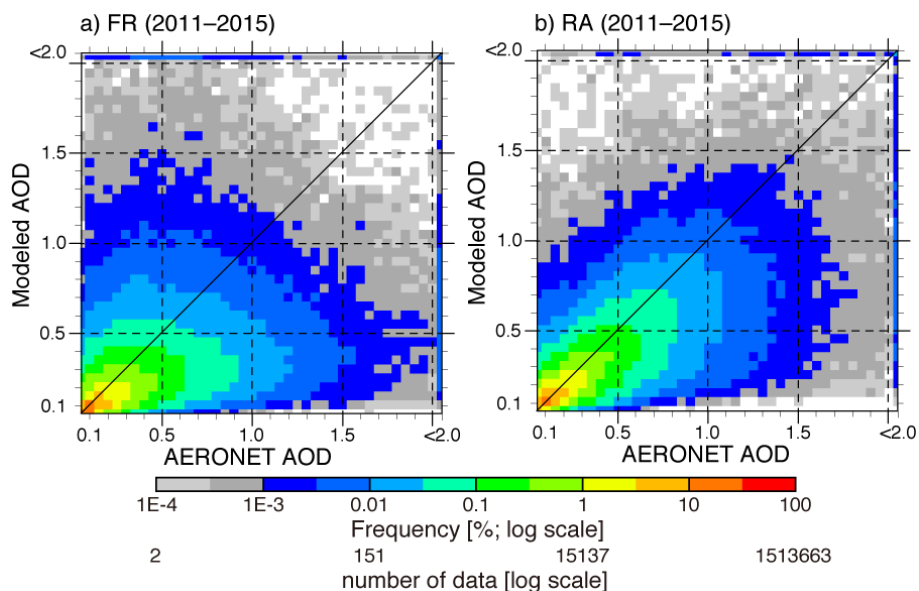 a) FR (2011–2015)
b) RA (2011–2015)
<2.0
1.5
1.0
0.5
0.1
Modeled AOD
0.1
0.5
1.0
1.5
<2.0
AERONET AOD
<2.0
1.5
1.0
0.5
0.1
Modeled AOD
0.1
0.5
1.0
1.5
<2.0
AERONET AOD
1E-4 1E-3 0.01 0.1 1 10 100
Frequency [%; log scale]
2 151 15137 1513663
number of data [log scale]